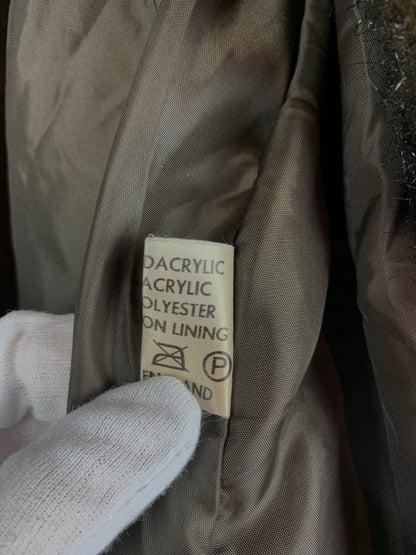 DACRYLIC
ACRYLIC
OLYESTER
ON LINING
P
ENGLAND